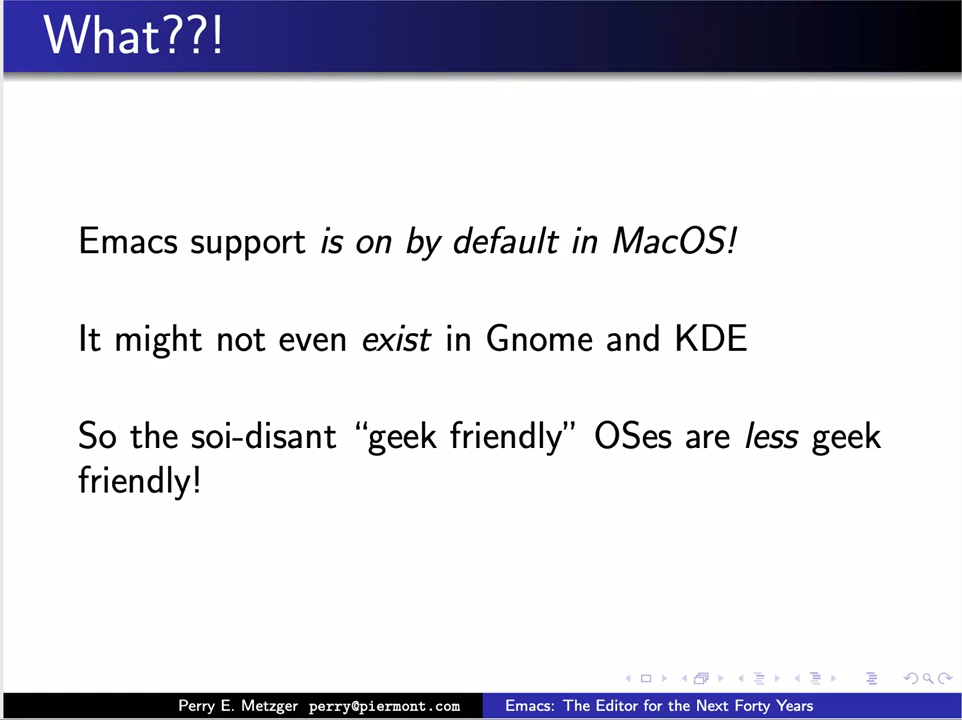 What??!
Emacs support is on by default in MacOS!
It might not even exist in Gnome and KDE
So the soi-disant “geek friendly” OSes are less geek
friendly!
Perry E. Metzger perry@piermont.com Emacs: The Editor for the Next Forty Years